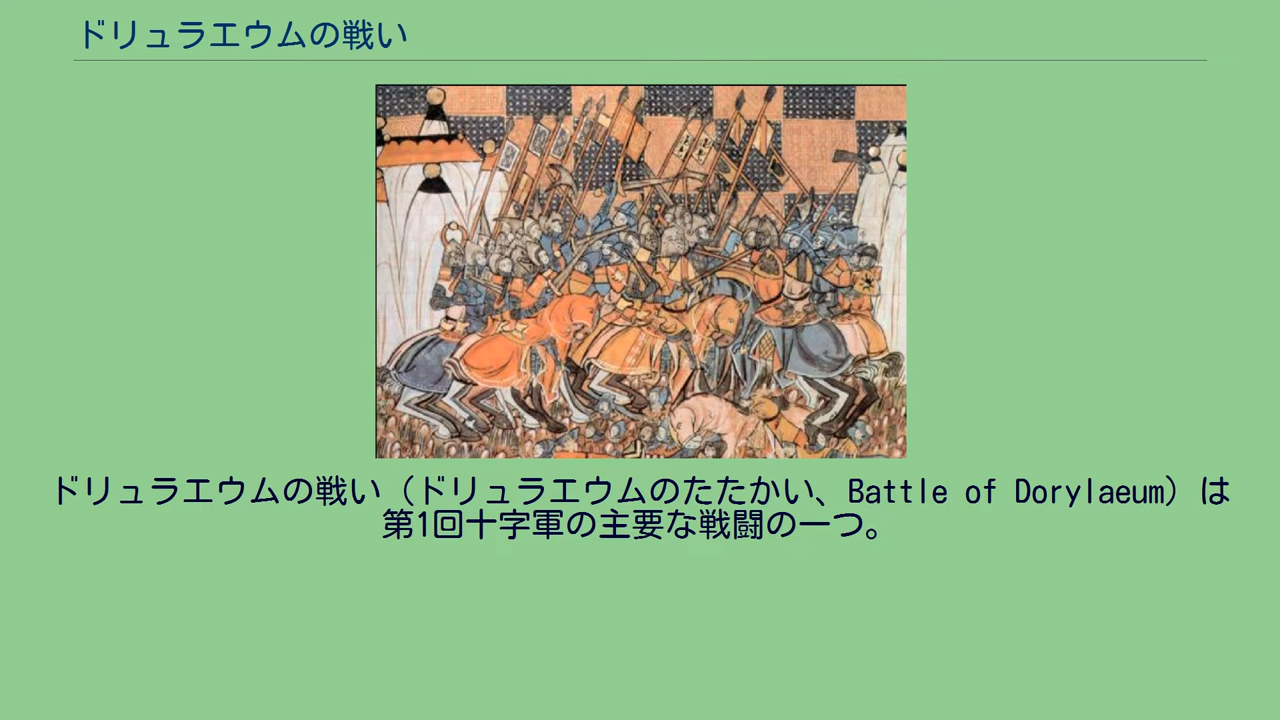 ドリュラエウムの戦い
ドリュラエウムの戦い（ドリュラエウムのたたかい、Battle of Dorylaeum）は
第1回十字軍の主要な戦闘の一つ。